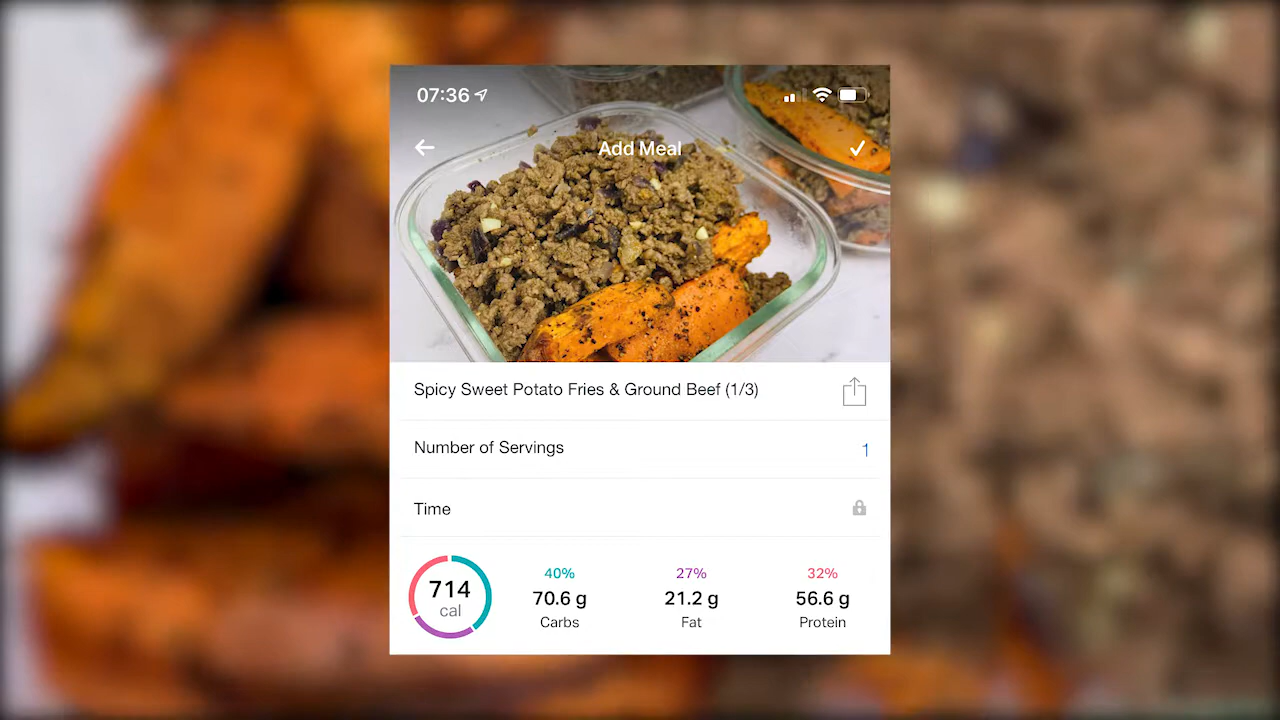 07:36
Add Meal
Spicy Sweet Potato Fries & Ground Beef (1/3)
Number of Servings 1
Time
714 cal
40% 27% 32%
70.6 g 21.2 g 56.6 g
Carbs Fat Protein